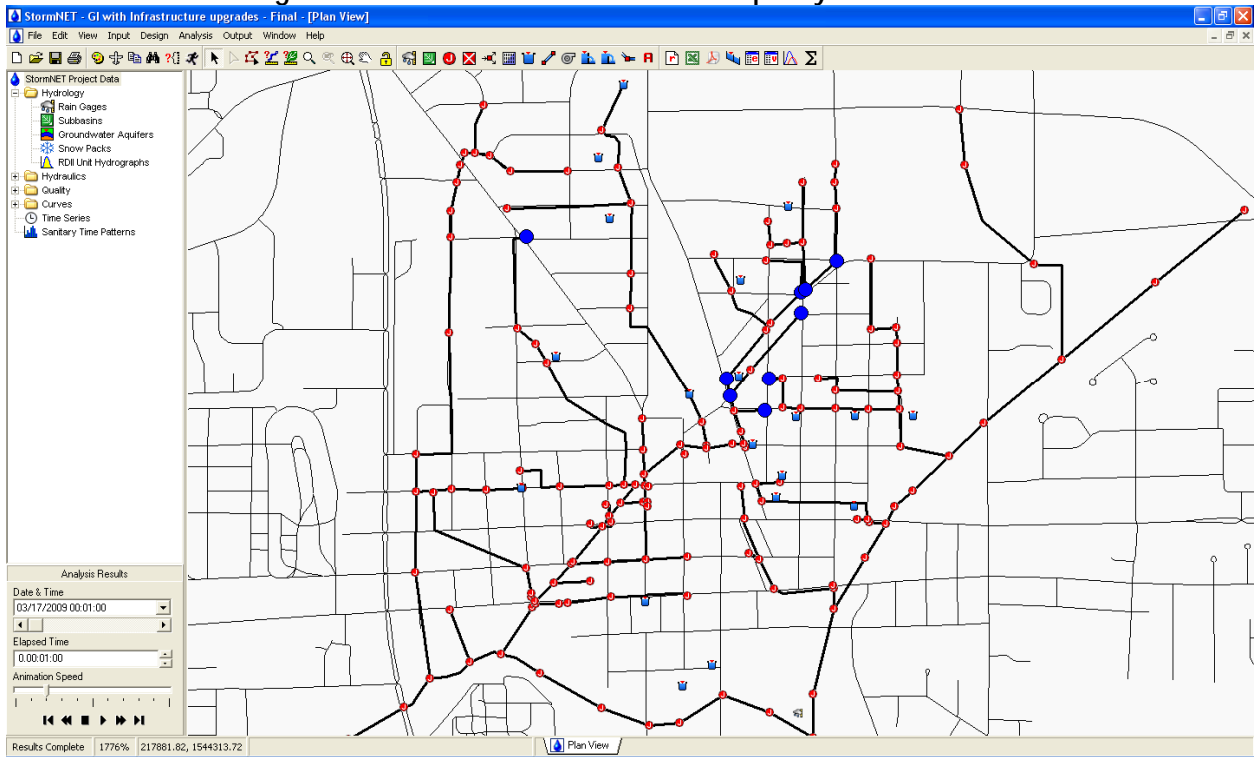 StormNET - GI with Infrastructure upgrades - Final - [Plan View]
File Edit View Input Design Analysis Output Window Help
StormNET Project Data
Hydrology
Rain Gages
Subbasins
Groundwater Aquifers
Snow Packs
RDII Unit Hydrographs
Hydraulics
Quality
Curves
Time Series
Sanitary Time Patterns
Analysis Results
Date & Time
03/17/2009 00:01:00
Elapsed Time
0.00:01:00
Animation Speed
Results Complete 1776% 217881.82, 1544313.72
Plan View